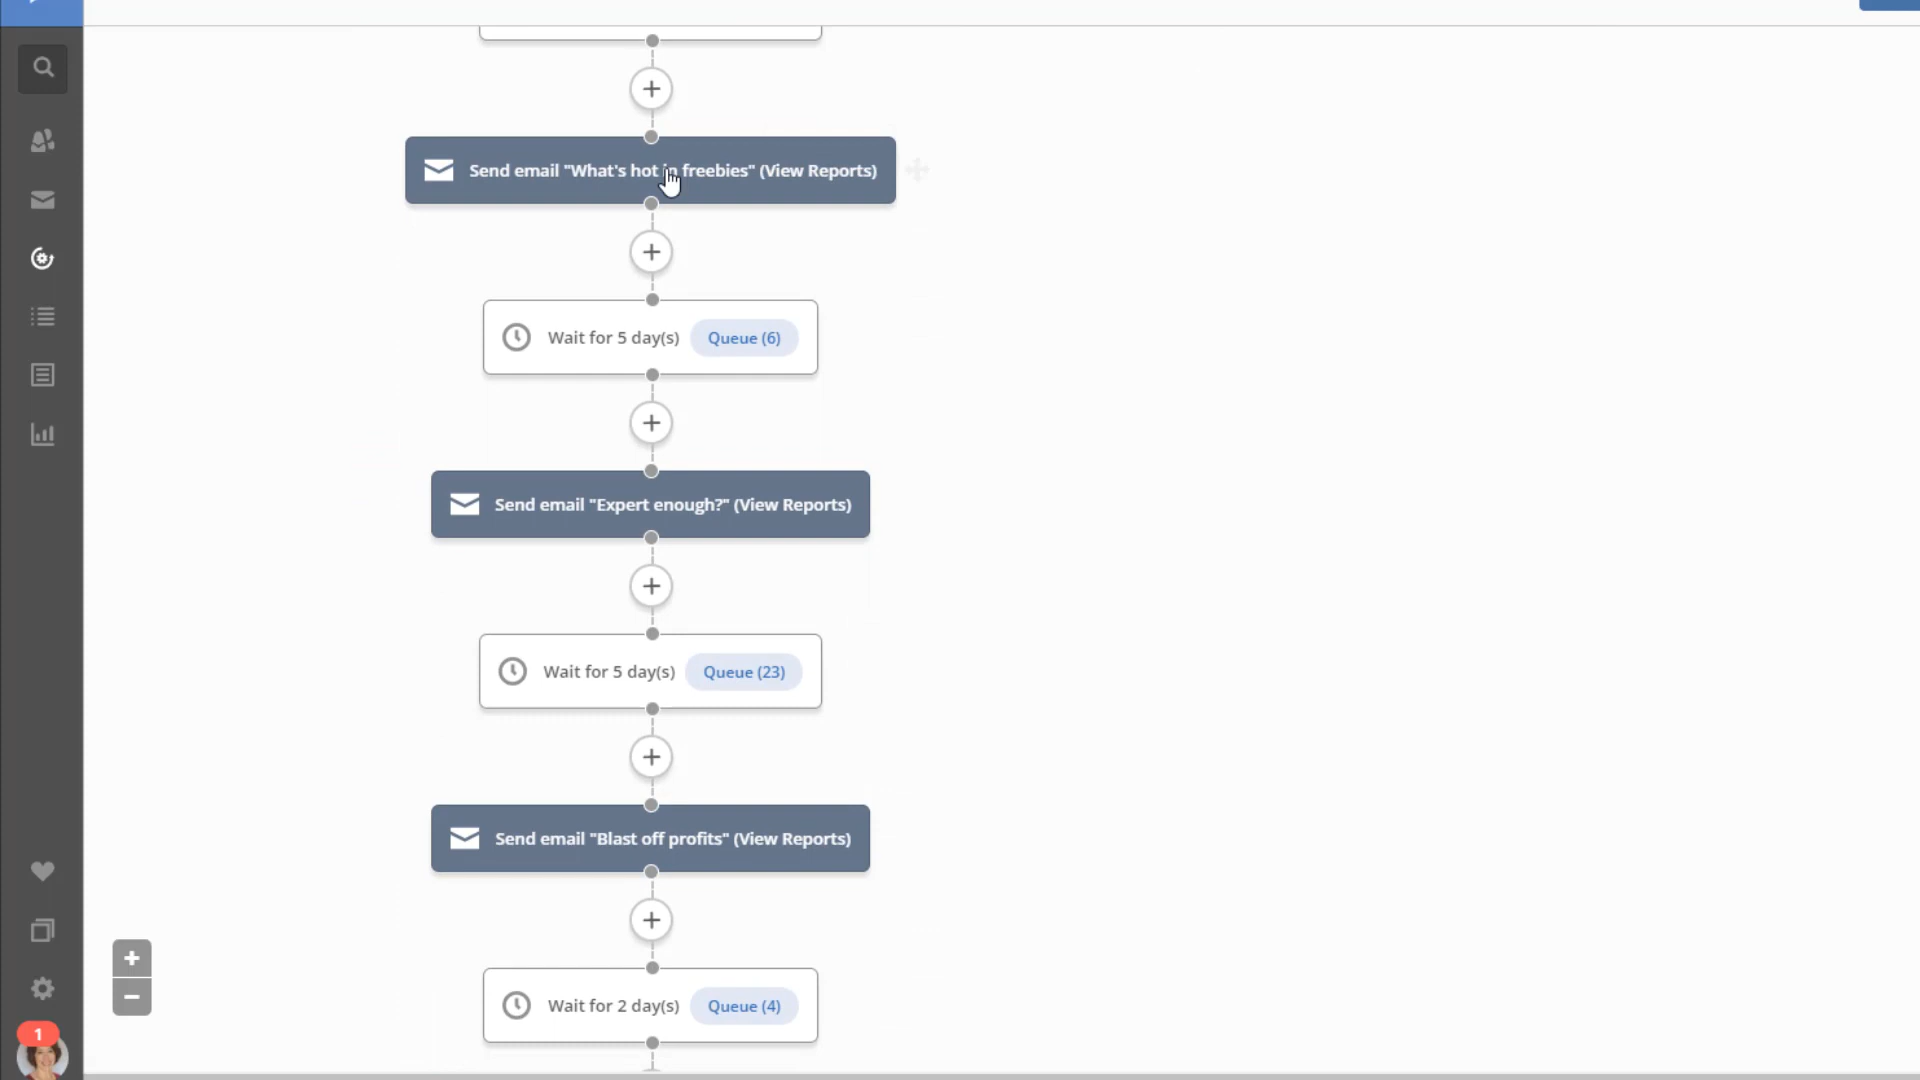 Send email "What's hot in freebies" (View Reports)
Wait for 5 day(s) Queue (6)
Send email "Expert enough?" (View Reports)
Wait for 5 day(s) Queue (23)
Send email "Blast off profits" (View Reports)
Wait for 2 day(s) Queue (4)
1